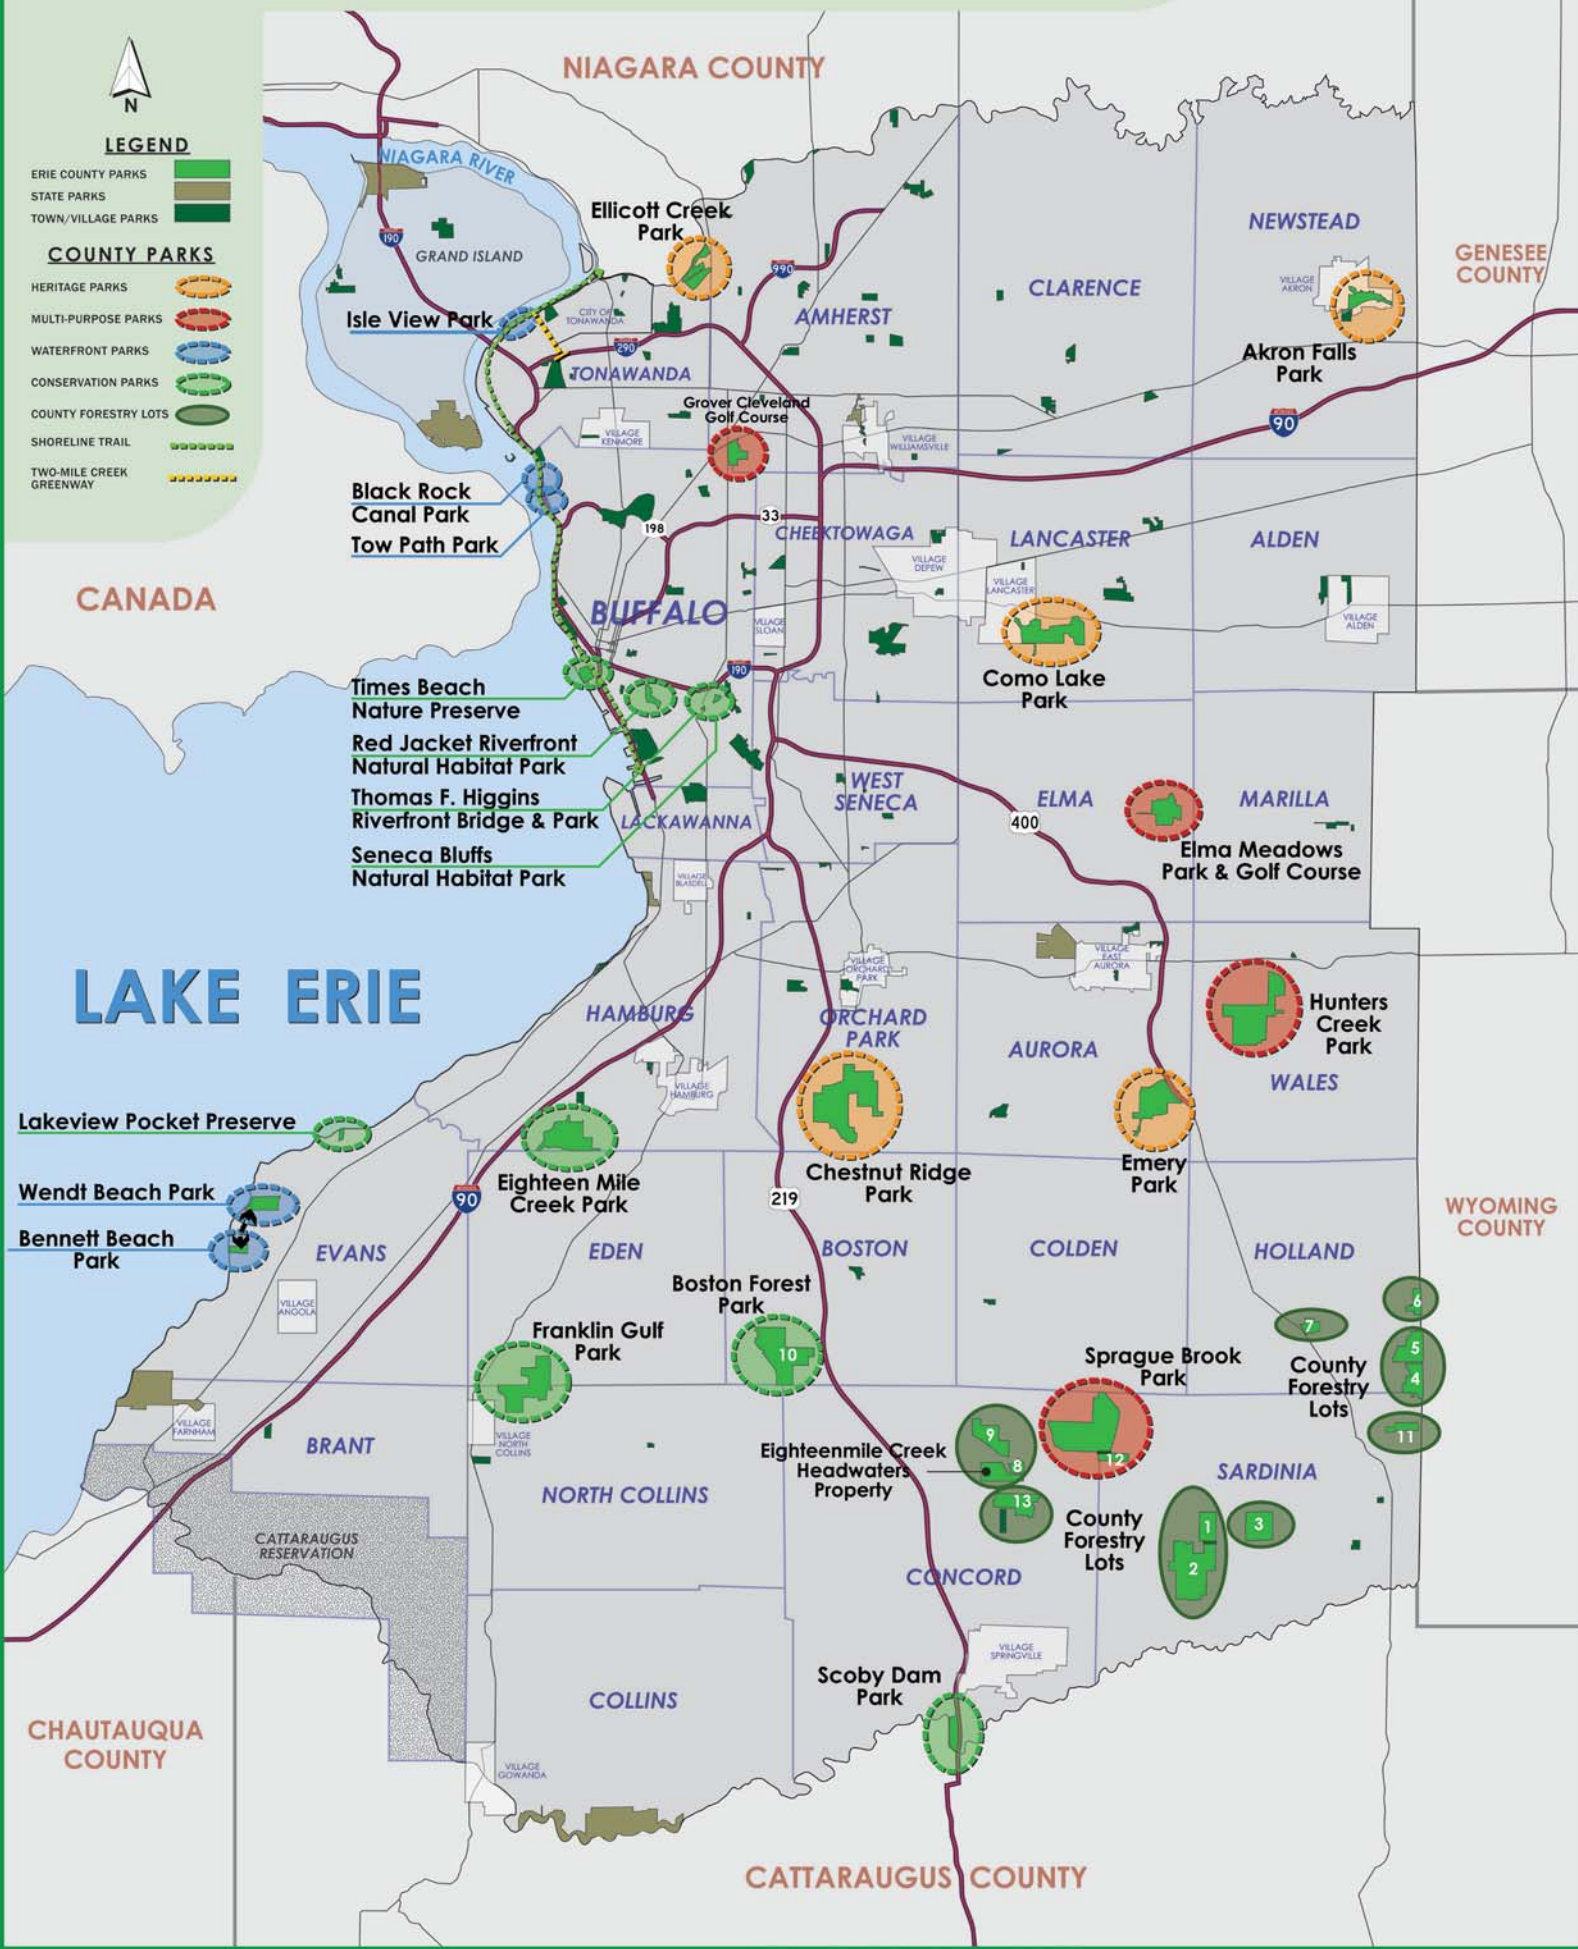 NIAGARA COUNTY
N
LEGEND
ERIE COUNTY PARKS
STATE PARKS
TOWN/VILLAGE PARKS
COUNTY PARKS
HERITAGE PARKS
MULTI-PURPOSE PARKS
WATERFRONT PARKS
CONSERVATION PARKS
COUNTY FORESTRY LOTS
SHORELINE TRAIL
TWO-MILE CREEK
GREENWAY
NIAGARA RIVER
190
GRAND ISLAND
Ellicott Creek
Park
990
NEWSTEAD
GENESEE
COUNTY
CLARENCE
VILLAGE
AKRON
Isle View Park
CITY OF
TONAWANDA
AMHERST
290
TONAWANDA
Akron Falls
Park
Grover Cleveland
Golf Course
90
VILLAGE
KENMORE
VILLAGE
WILLIAMSVILLE
Black Rock
Canal Park
Tow Path Park
198
33
CHEEKTOWAGA
LANCASTER
ALDEN
VILLAGE
DEPEW
VILLAGE
LANCASTER
CANADA
BUFFALO
VILLAGE
SLOAN
VILLAGE
ALDEN
Como Lake
Park
190
Times Beach
Nature Preserve
Red Jacket Riverfront
Natural Habitat Park
Thomas F. Higgins
Riverfront Bridge & Park
Seneca Bluffs
Natural Habitat Park
LACKAWANNA
WEST
SENECA
ELMA
MARILLA
400
Elma Meadows
Park & Golf Course
VILLAGE
BLASDELL
VILLAGE
EAST
AURORA
VILLAGE
ORCHARD
PARK
LAKE ERIE
HAMBURG
ORCHARD
PARK
AURORA
Hunters
Creek
Park
WALES
VILLAGE
HAMBURG
Lakeview Pocket Preserve
Eighteen Mile
Creek Park
Chestnut Ridge
Park
Emery
Park
Wendt Beach Park
90
219
WYOMING
COUNTY
Bennett Beach
Park
EVANS
EDEN
BOSTON
COLDEN
HOLLAND
VILLAGE
ANGOLA
Boston Forest
Park
10
Franklin Gulf
Park
6
7
5
4
11
Sprague Brook
Park
County
Forestry
Lots
VILLAGE
FARNHAM
BRANT
VILLAGE
NORTH
COLLINS
9
8
12
Eighteenmile Creek
Headwaters
Property
SARDINIA
NORTH COLLINS
13
County
Forestry
Lots
1
2
3
CATTARAUGUS
RESERVATION
CONCORD
VILLAGE
SPRINGVILLE
Scoby Dam
Park
COLLINS
CHAUTAUQUA
COUNTY
VILLAGE
GOWANDA
CATTARAUGUS COUNTY